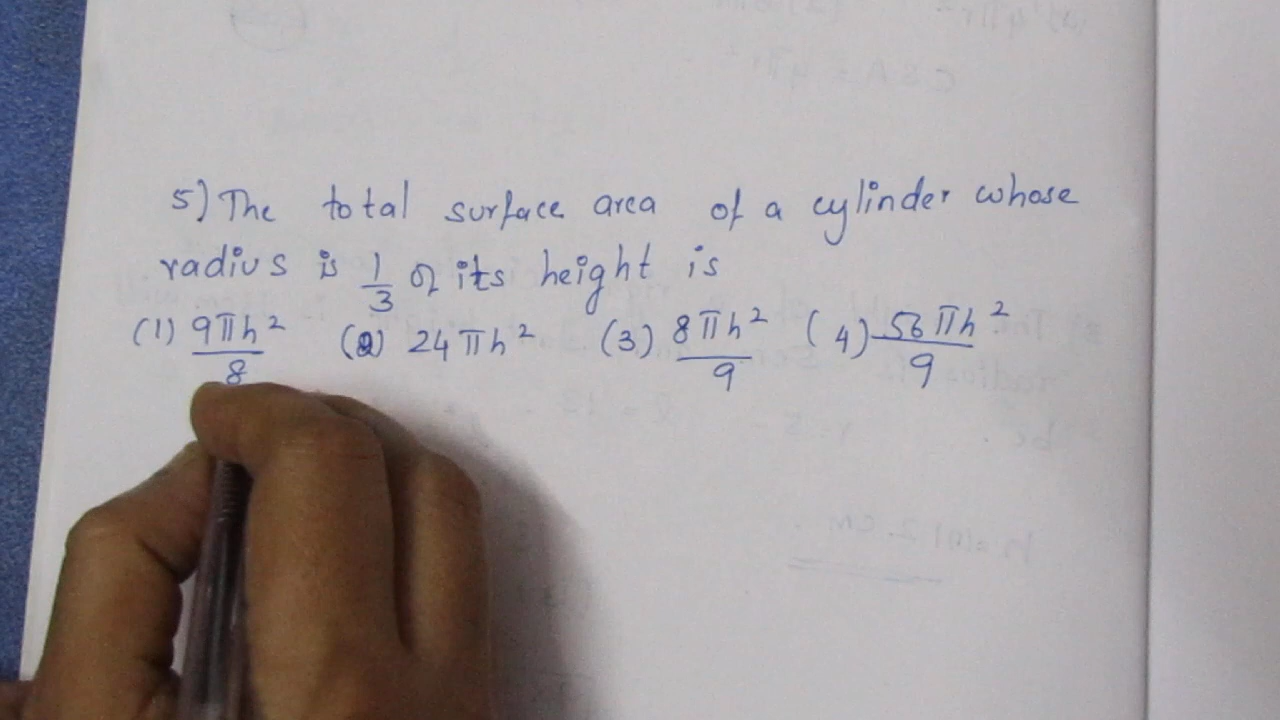 5) The total surface area of a cylinder whose
radius is 1/3 of its height is
(1) 9πh²/8 (2) 24πh² (3) 8πh²/9 (4) 56πh²/9